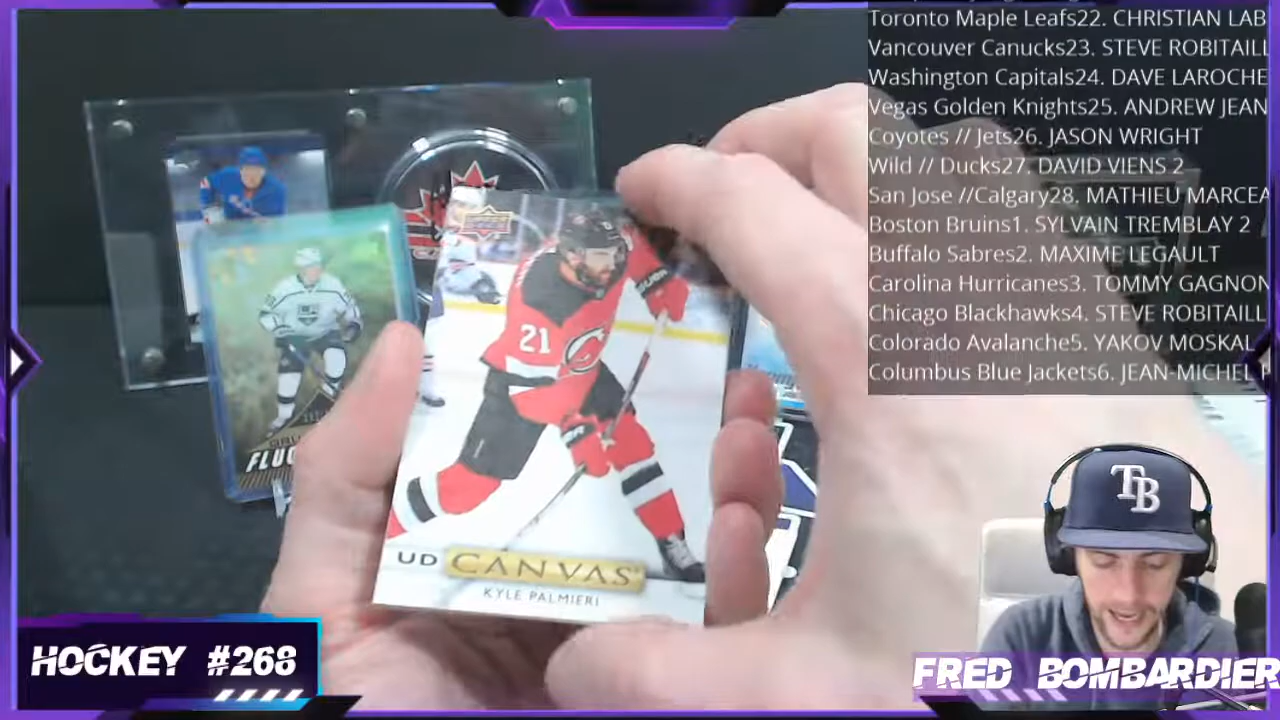 Toronto Maple Leafs22. CHRISTIAN LAB
Vancouver Canucks23. STEVE ROBITAILL
Washington Capitals24. DAVE LAROCHE
Vegas Golden Knights25. ANDREW JEAN
Coyotes // Jets26. JASON WRIGHT
Wild // Ducks27. DAVID VIENS 2
San Jose //Calgary28. MATHIEU MARCEA
Boston Bruins1. SYLVAIN TREMBLAY 2
Buffalo Sabres2. MAXIME LEGAULT
Carolina Hurricanes3. TOMMY GAGNON
Chicago Blackhawks4. STEVE ROBITAILL
Colorado Avalanche5. YAKOV MOSKAL
Columbus Blue Jackets6. JEAN-MICHEL
21
UD CANVAS
KYLE PALMIERI
TB
HOCKEY #268
FRED BOMBARDIER